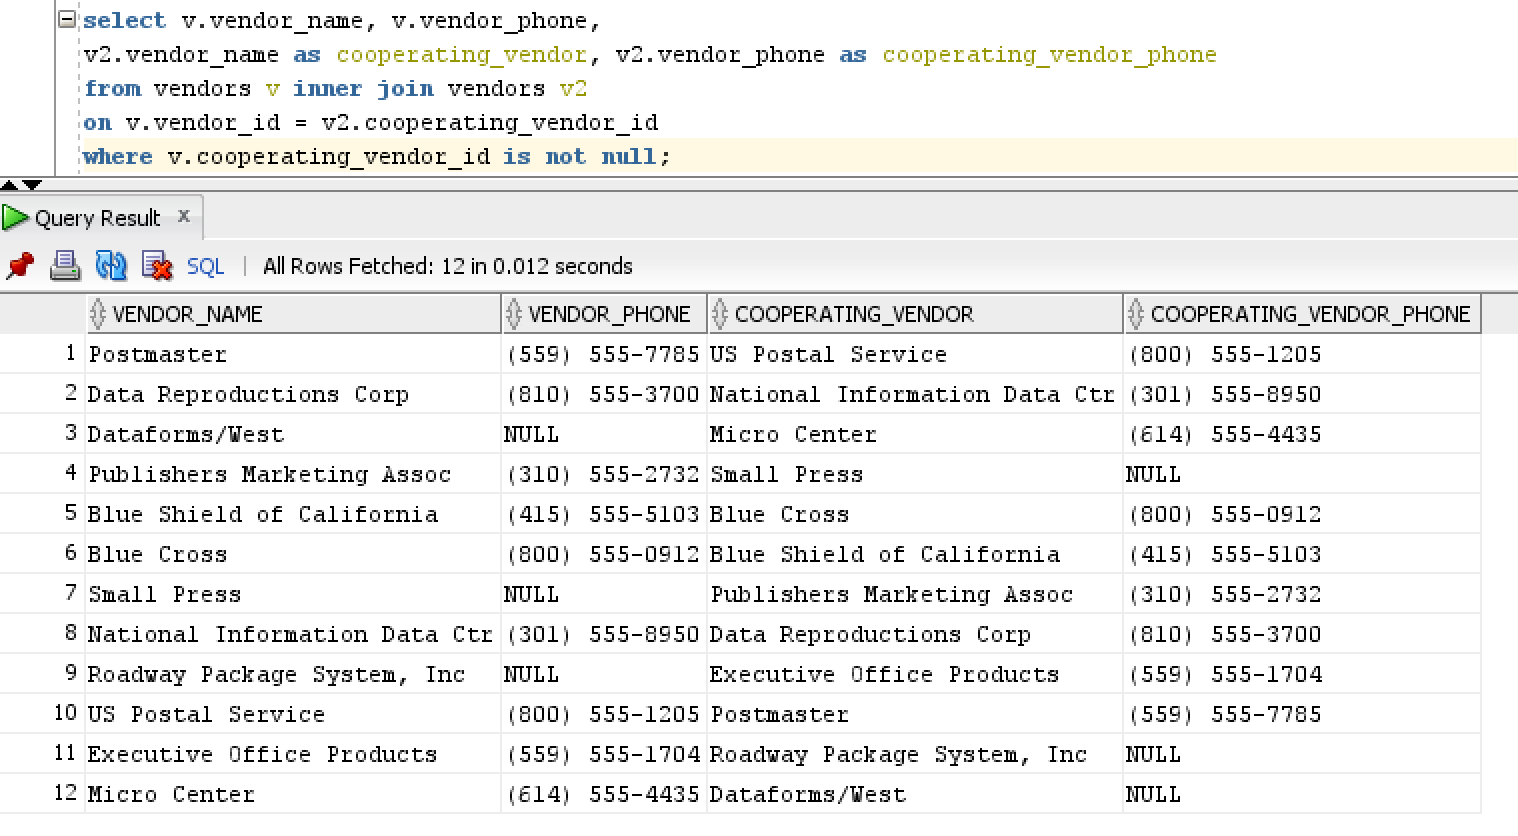 select v.vendor_name, v.vendor_phone,
v2.vendor_name as cooperating_vendor, v2.vendor_phone as cooperating_vendor_phone
from vendors v inner join vendors v2
on v.vendor_id = v2.cooperating_vendor_id
where v.cooperating_vendor_id is not null;
Query Result x
SQL | All Rows Fetched: 12 in 0.012 seconds
VENDOR_NAME VENDOR_PHONE COOPERATING_VENDOR COOPERATING_VENDOR_PHONE
1 Postmaster (559) 555-7785 US Postal Service (800) 555-1205
2 Data Reproductions Corp (810) 555-3700 National Information Data Ctr (301) 555-8950
3 Dataforms/West NULL Micro Center (614) 555-4435
4 Publishers Marketing Assoc (310) 555-2732 Small Press NULL
5 Blue Shield of California (415) 555-5103 Blue Cross (800) 555-0912
6 Blue Cross (800) 555-0912 Blue Shield of California (415) 555-5103
7 Small Press NULL Publishers Marketing Assoc (310) 555-2732
8 National Information Data Ctr (301) 555-8950 Data Reproductions Corp (810) 555-3700
9 Roadway Package System, Inc NULL Executive Office Products (559) 555-1704
10 US Postal Service (800) 555-1205 Postmaster (559) 555-7785
11 Executive Office Products (559) 555-1704 Roadway Package System, Inc NULL
12 Micro Center (614) 555-4435 Dataforms/West NULL